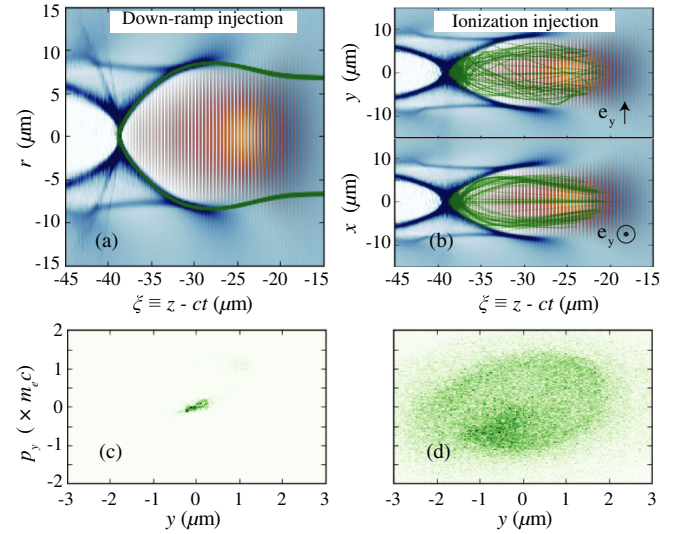 Down-ramp injection
Ionization injection
15
10
5
0
-5
-10
-15
r (μm)
(a)
-45 -40 -35 -30 -25 -20 -15
ξ ≡ z - ct (μm)
10
0
-10
y (μm)
e_y
10
0
-10
x (μm)
(b)
e_y
-45 -40 -35 -30 -25 -20 -15
ξ ≡ z - ct (μm)
2
1
0
-1
-2
p_y ( × m_e c)
(c)
-3 -2 -1 0 1 2 3
y (μm)
(d)
-3 -2 -1 0 1 2 3
y (μm)